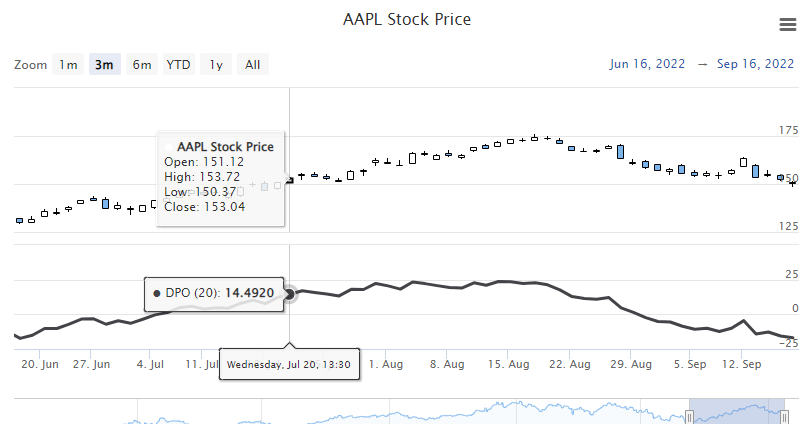 AAPL Stock Price
Zoom 1m 3m 6m YTD 1y All Jun 16, 2022 → Sep 16, 2022
175
AAPL Stock Price
Open: 151.12
High: 153.72
Low: 150.37
Close: 153.04
150
125
25
DPO (20): 14.4920
0
−25
20. Jun 27. Jun 4. Jul 11. Jul 1. Aug 8. Aug 15. Aug 22. Aug 29. Aug 5. Sep 12. Sep
Wednesday, Jul 20, 13:30